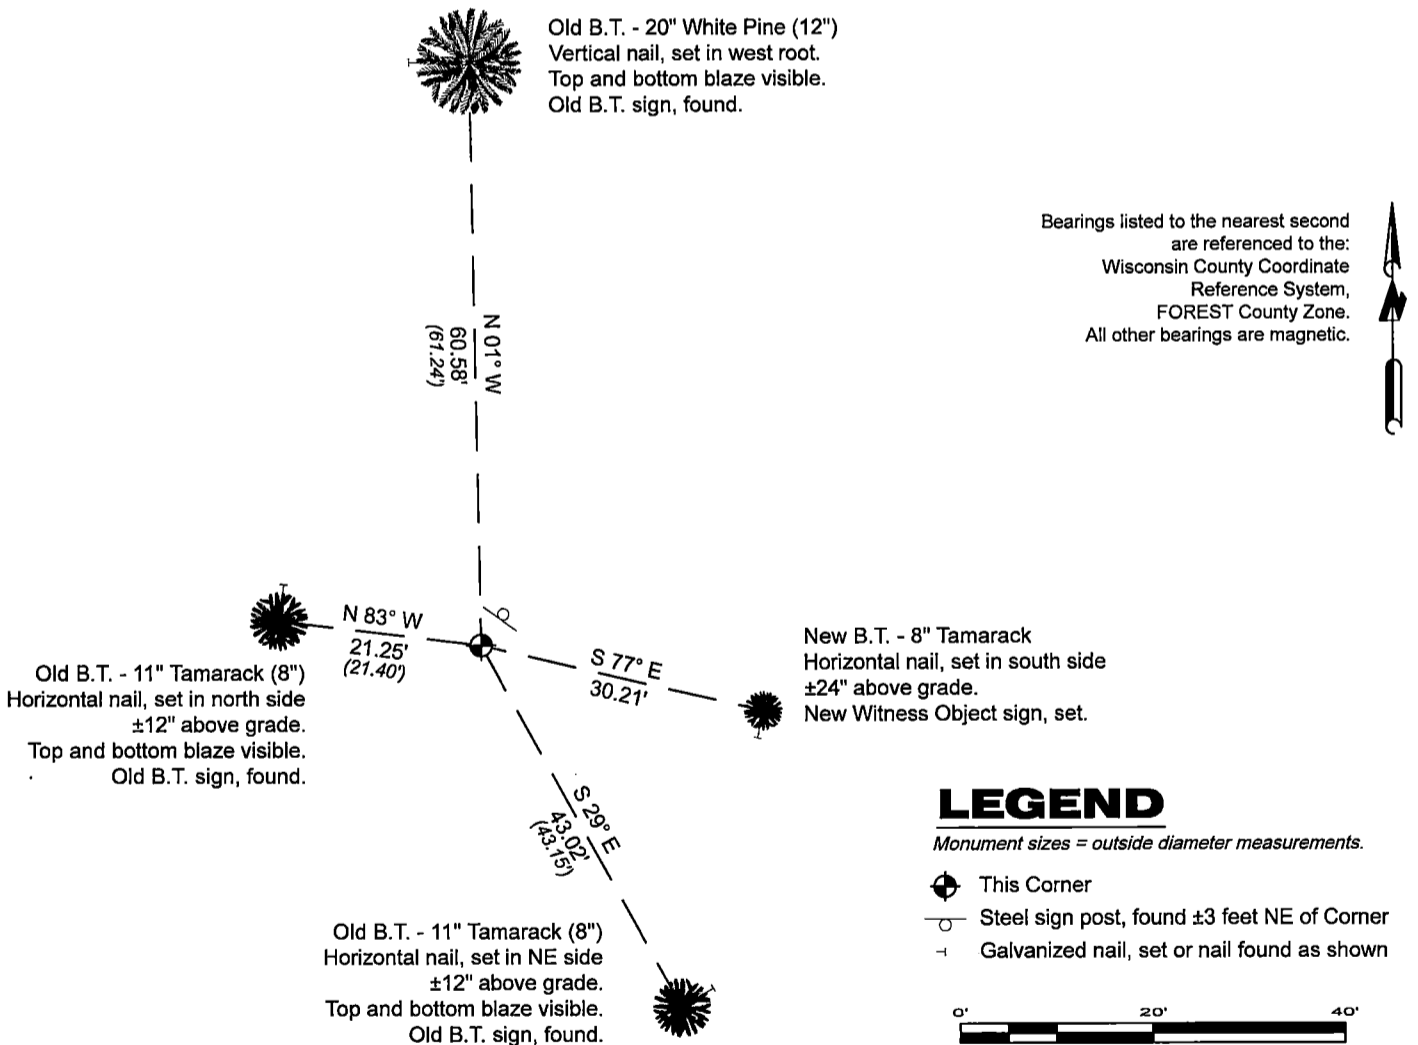 Old B.T. - 20" White Pine (12")
Vertical nail, set in west root.
Top and bottom blaze visible.
Old B.T. sign, found.
Bearings listed to the nearest second
are referenced to the:
Wisconsin County Coordinate
Reference System,
FOREST County Zone.
All other bearings are magnetic.
N
N 01° W
60.58'
(61.24')
N 83° W
21.25'
(21.40')
S 77° E
30.21'
Old B.T. - 11" Tamarack (8")
Horizontal nail, set in north side
±12" above grade.
Top and bottom blaze visible.
Old B.T. sign, found.
New B.T. - 8" Tamarack
Horizontal nail, set in south side
±24" above grade.
New Witness Object sign, set.
S 29° E
43.02'
(43.15')
Old B.T. - 11" Tamarack (8")
Horizontal nail, set in NE side
±12" above grade.
Top and bottom blaze visible.
Old B.T. sign, found.
LEGEND
Monument sizes = outside diameter measurements.
This Corner
Steel sign post, found ±3 feet NE of Corner
Galvanized nail, set or nail found as shown
0' 20' 40'